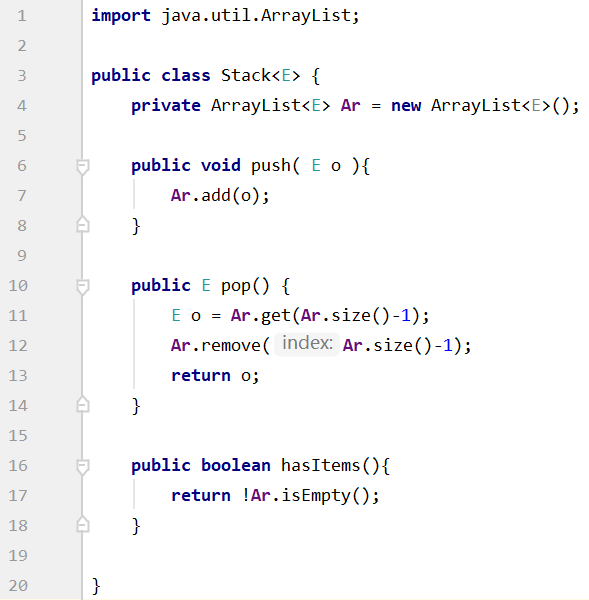 1 import java.util.ArrayList;
2
3 public class Stack<E> {
4 private ArrayList<E> Ar = new ArrayList<E>();
5
6 public void push( E o ){
7 Ar.add(o);
8 }
9
10 public E pop() {
11 E o = Ar.get(Ar.size()-1);
12 Ar.remove( index: Ar.size()-1);
13 return o;
14 }
15
16 public boolean hasItems(){
17 return !Ar.isEmpty();
18 }
19
20 }